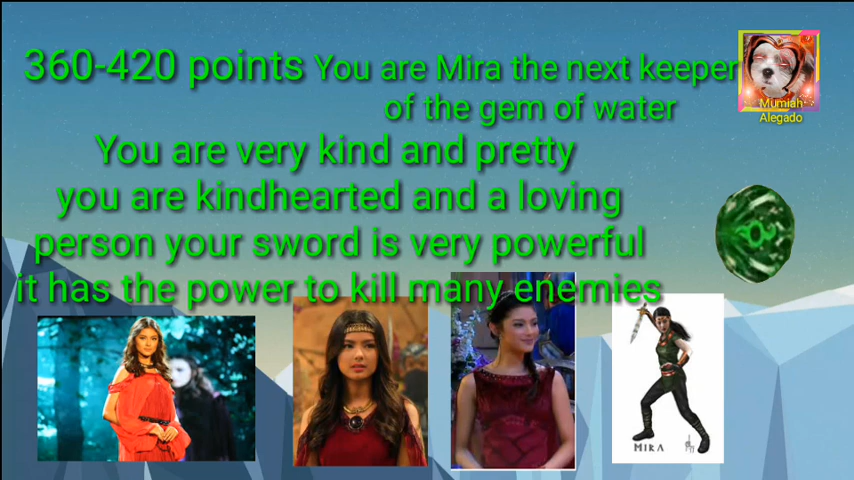 360-420 points You are Mira the next keeper
of the gem of water
Mumiah
Alegado
You are very kind and pretty
you are kindhearted and a loving
person your sword is very powerful
it has the power to kill many enemies
MIRA